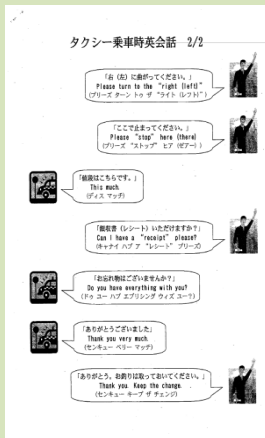 タクシー乗車時英会話 2/2
「右（左）に曲がってください。」
Please turn to the “right (left)”
(プリーズ ターン トゥ ザ “ライト（レフト）”)
「ここで止まってください。」
Please “stop” here (there)
(プリーズ “ストップ” ヒア (ゼアー))
「値段はこちらです。」
This much.
(ディス マッチ)
「領収書（レシート）いただけますか？」
Can I have a “receipt” please?
(キャナイ ハブ ア “レシート” プリーズ)
「お忘れ物はございませんか？」
Do you have everything with you?
(ドゥ ユー ハブ エブリシング ウィズ ユー？)
「ありがとうございました」
Thank you very much.
(センキュー ベリー マッチ)
「ありがとう。お釣りは取っておいてください。」
Thank you. Keep the change.
(センキュー キープ ザ チェンジ)